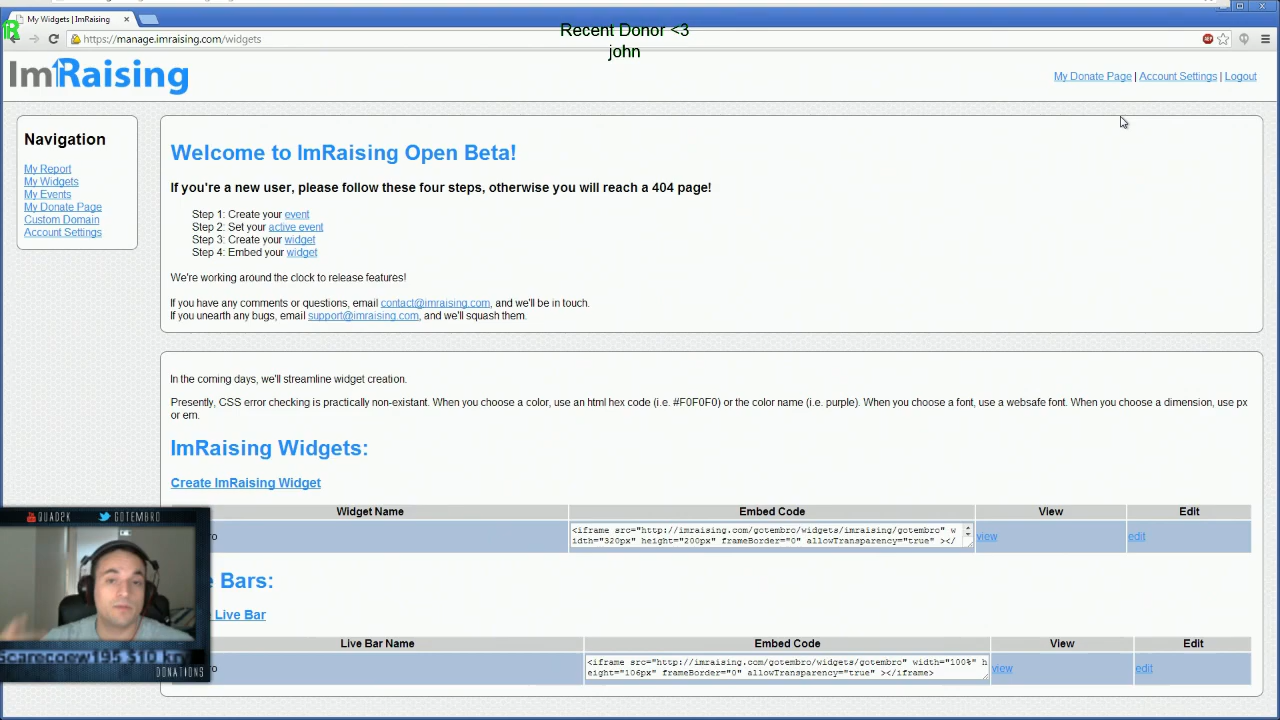 My Widgets | ImRaising
https://manage.imraising.com/widgets
Recent Donor <3
john
ImRaising
My Donate Page | Account Settings | Logout
Navigation
My Report
My Widgets
My Events
My Donate Page
Custom Domain
Account Settings
Welcome to ImRaising Open Beta!
If you're a new user, please follow these four steps, otherwise you will reach a 404 page!
Step 1: Create your event
Step 2: Set your active event
Step 3: Create your widget
Step 4: Embed your widget
We're working around the clock to release features!
If you have any comments or questions, email contact@imraising.com, and we'll be in touch.
If you unearth any bugs, email support@imraising.com, and we'll squash them.
In the coming days, we'll streamline widget creation.
Presently, CSS error checking is practically non-existant. When you choose a color, use an html hex code (i.e. #F0F0F0) or the color name (i.e. purple). When you choose a font, use a websafe font. When you choose a dimension, use px
or em.
ImRaising Widgets:
Create ImRaising Widget
Widget Name Embed Code View Edit
<iframe src="http://imraising.com/gotembro/widgets/imraising/gotembro" w
idth="320px" height="200px" frameBorder="0" allowTransparency="true" ></
view edit
Bars:
Live Bar
Live Bar Name Embed Code View Edit
<iframe src="http://imraising.com/gotembro/widgets/gotembro" width="100%" h
eight="106px" frameBorder="0" allowTransparency="true" ></iframe>
view edit
QUAD2K GOTEMBRO
Scarecoew195 $10
DONATIONS